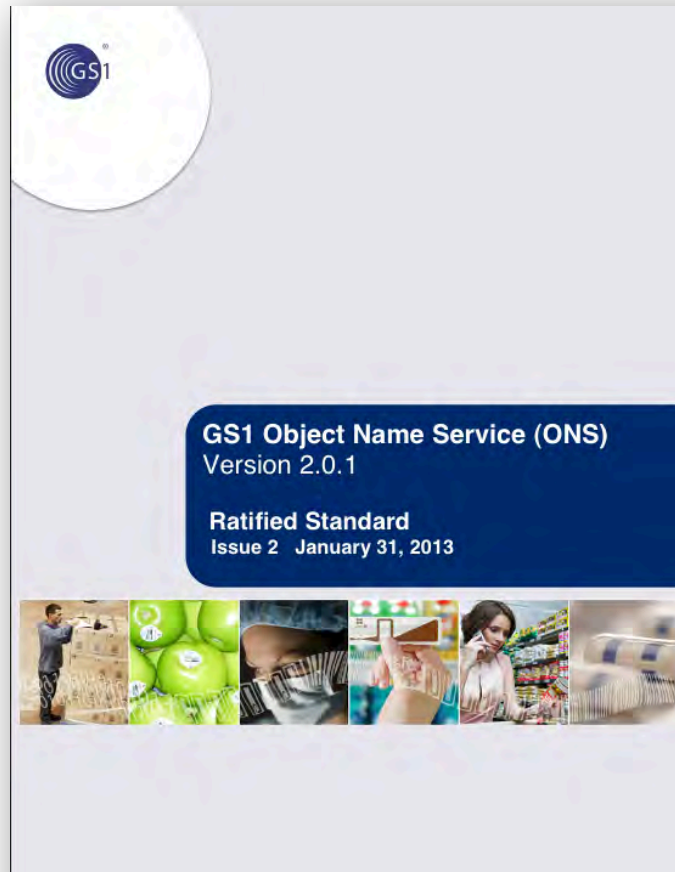 GS1
®
GS1 Object Name Service (ONS)
Version 2.0.1
Ratified Standard
Issue 2 January 31, 2013